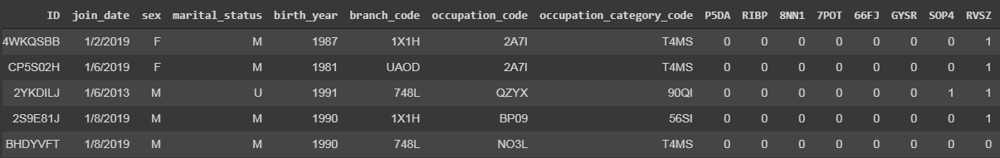 ID join_date sex marital_status birth_year branch_code occupation_code occupation_category_code P5DA RIBP 8NN1 7POT 66FJ GYSR SOP4 RVSZ
4WKQSBB 1/2/2019 F M 1987 1X1H 2A7I T4MS 0 0 0 0 0 0 0 1
CP5S02H 1/6/2019 F M 1981 UAOD 2A7I T4MS 0 0 0 0 0 0 0 1
2YKDILJ 1/6/2013 M U 1991 748L QZYX 90QI 0 0 0 0 0 0 1 1
2S9E81J 1/8/2019 M M 1990 1X1H BP09 56SI 0 0 0 0 0 0 0 1
BHDYVFT 1/8/2019 M M 1990 748L NO3L T4MS 0 0 0 0 0 0 0 0